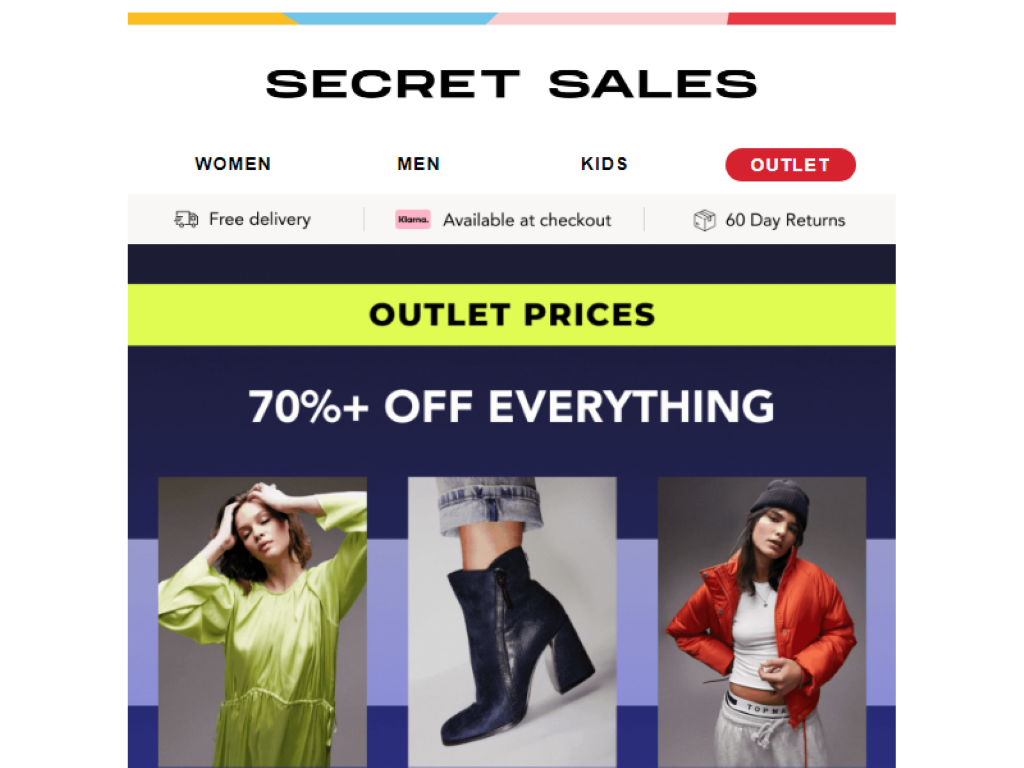 SECRET SALES
WOMEN MEN KIDS OUTLET
Free delivery Klarna. Available at checkout 60 Day Returns
OUTLET PRICES
70%+ OFF EVERYTHING